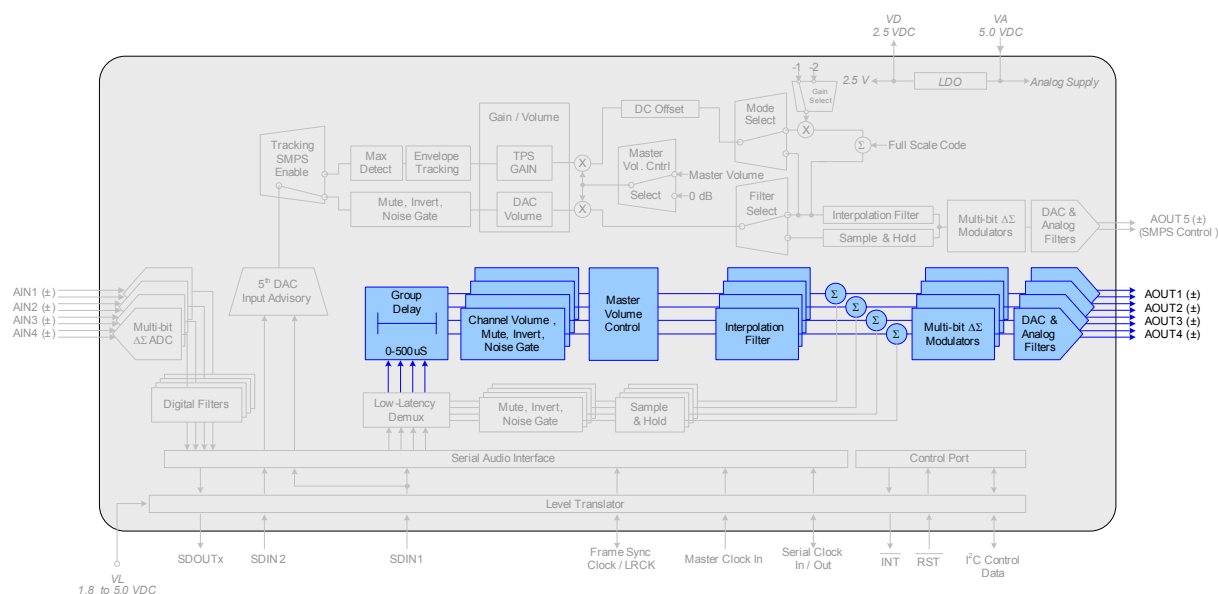 VD
2.5 VDC
VA
5.0 VDC
-1
-2
2.5 V
LDO
Analog Supply
Gain
Select
DC Offset
Mode
Select
X
Gain / Volume
Tracking
SMPS
Enable
Max
Detect
Envelope
Tracking
TPS
GAIN
X
Master
Vol. Cntrl
Select
Master Volume
0 dB
Σ
Full Scale Code
Mute, Invert,
Noise Gate
DAC
Volume
X
Filter
Select
Interpolation Filter
Sample & Hold
Multi-bit ΔΣ
Modulators
DAC &
Analog
Filters
AOUT5 (±)
(SMPS Control )
5th DAC
Input Advisory
AIN1 (±)
AIN2 (±)
AIN3 (±)
AIN4 (±)
Multi-bit
ΔΣ ADC
Group
Delay
0-500uS
Channel Volume ,
Mute, Invert,
Noise Gate
Master
Volume
Control
Interpolation
Filter
Σ
Σ
Σ
Σ
Multi-bit ΔΣ
Modulators
DAC &
Analog
Filters
AOUT1 (±)
AOUT2 (±)
AOUT3 (±)
AOUT4 (±)
Digital Filters
Low-Latency
Demux
Mute, Invert,
Noise Gate
Sample
& Hold
Serial Audio Interface
Control Port
Level Translator
VL
1.8 to 5.0 VDC
SDOUTx
SDIN2
SDIN1
Frame Sync
Clock / LRCK
Master Clock In
Serial Clock
In / Out
INT
RST
I2C Control
Data